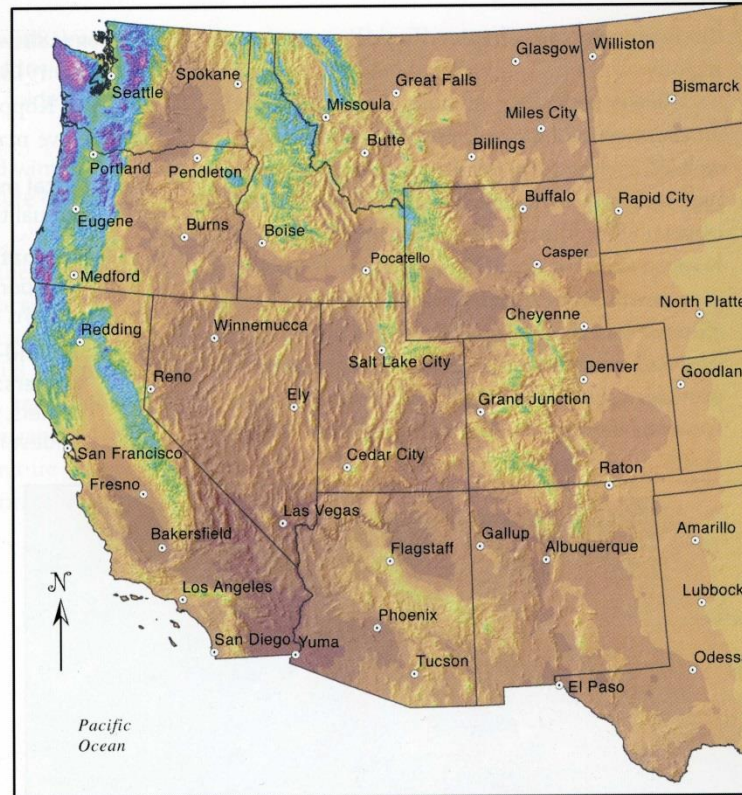 Glasgow
Williston
Seattle
Spokane
Great Falls
Bismarck
Missoula
Miles City
Butte
Billings
Portland
Pendleton
Buffalo
Rapid City
Eugene
Burns
Boise
Casper
Pocatello
Medford
North Platte
Cheyenne
Redding
Winnemucca
Salt Lake City
Denver
Reno
Ely
Grand Junction
Goodlan
San Francisco
Cedar City
Fresno
Raton
Las Vegas
Bakersfield
Gallup
Amarillo
Flagstaff
Albuquerque
N
Los Angeles
Lubbock
Phoenix
San Diego
Yuma
Tucson
Odess
El Paso
Pacific
Ocean